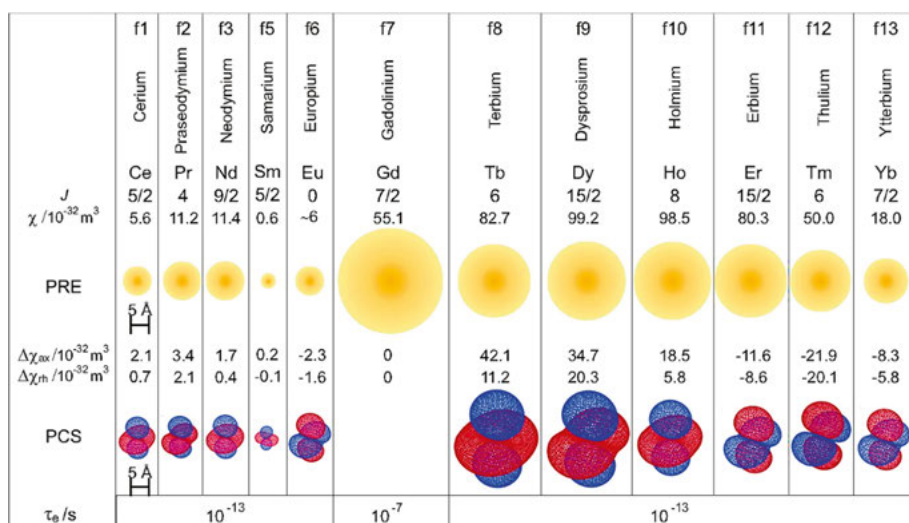 f1 f2 f3 f5 f6 f7 f8 f9 f10 f11 f12 f13
Cerium Praseodymium Neodymium Samarium Europium Gadolinium Terbium Dysprosium Holmium Erbium Thulium Ytterbium
Ce Pr Nd Sm Eu Gd Tb Dy Ho Er Tm Yb
J 5/2 4 9/2 5/2 0 7/2 6 15/2 8 15/2 6 7/2
χ /10⁻³²m³ 5.6 11.2 11.4 0.6 ~6 55.1 82.7 99.2 98.5 80.3 50.0 18.0
PRE
5 Å
Δχax/10⁻³²m³ 2.1 3.4 1.7 0.2 -2.3 0 42.1 34.7 18.5 -11.6 -21.9 -8.3
Δχrh/10⁻³²m³ 0.7 2.1 0.4 -0.1 -1.6 0 11.2 20.3 5.8 -8.6 -20.1 -5.8
PCS
5 Å
τe/s 10⁻¹³ 10⁻⁷ 10⁻¹³